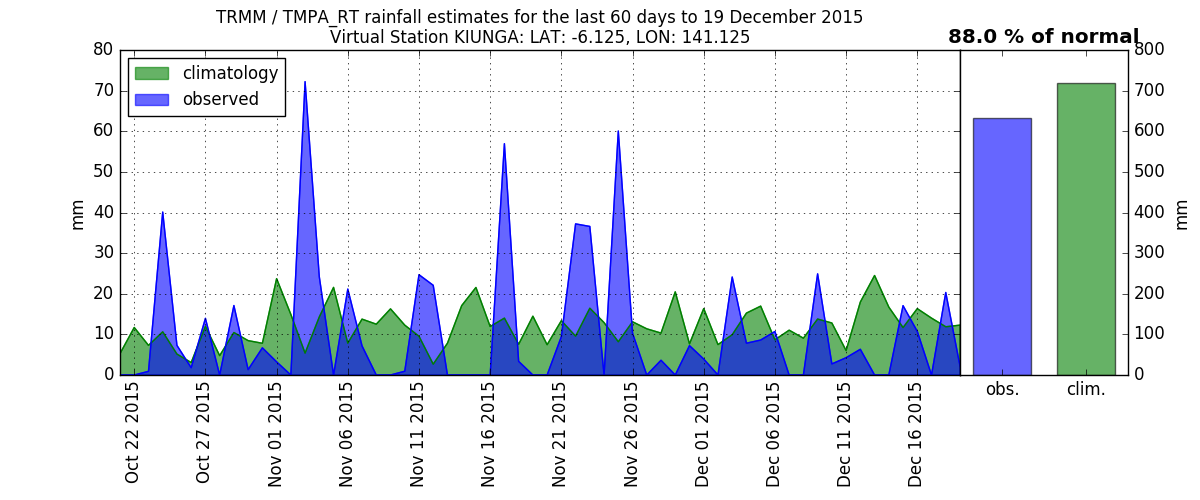 TRMM / TMPA_RT rainfall estimates for the last 60 days to 19 December 2015
Virtual Station KIUNGA: LAT: -6.125, LON: 141.125
88.0 % of normal
climatology
observed
mm
80
70
60
50
40
30
20
10
0
Oct 22 2015
Oct 27 2015
Nov 01 2015
Nov 06 2015
Nov 11 2015
Nov 16 2015
Nov 21 2015
Nov 26 2015
Dec 01 2015
Dec 06 2015
Dec 11 2015
Dec 16 2015
800
700
600
500
400
300
200
100
0
mm
obs.
clim.